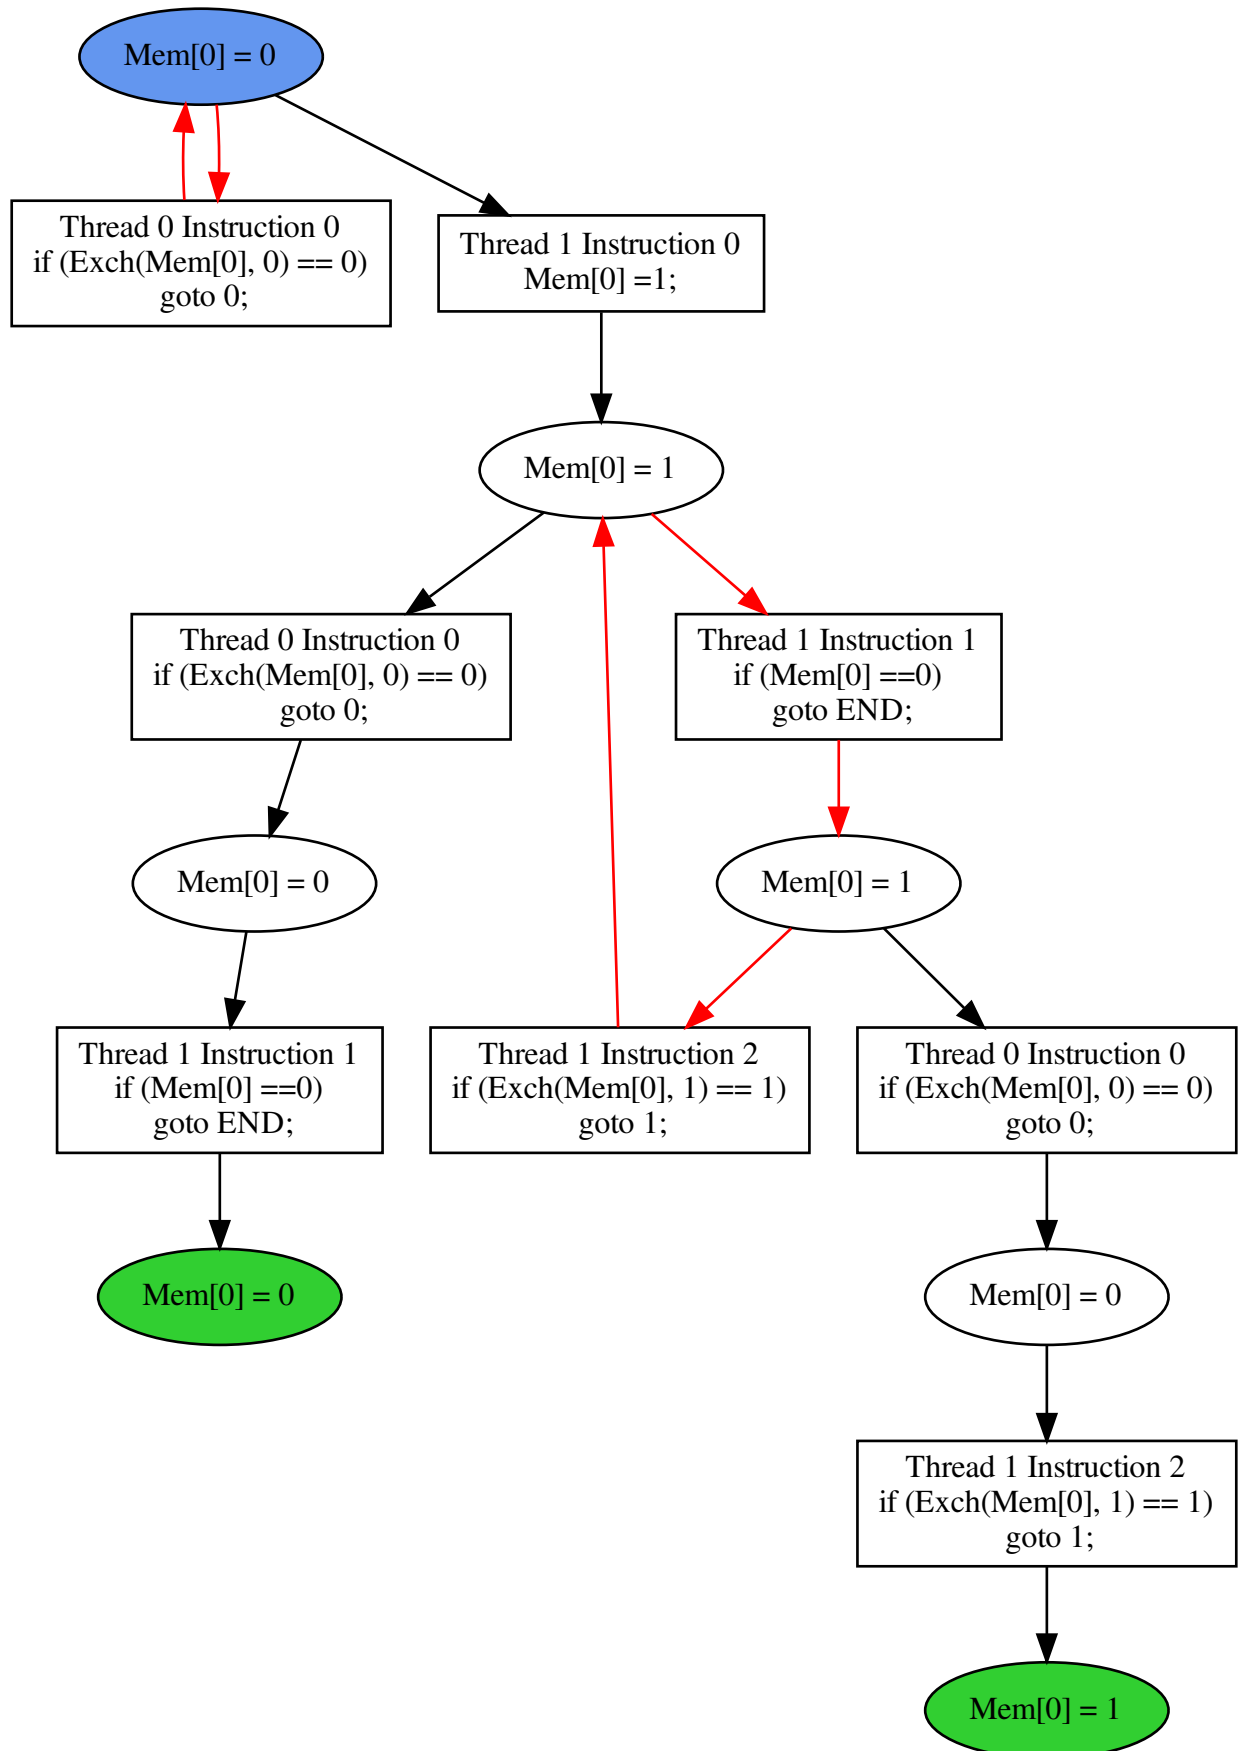 Mem[0] = 0
Thread 0 Instruction 0
if (Exch(Mem[0], 0) == 0)
goto 0;
Thread 1 Instruction 0
Mem[0] =1;
Mem[0] = 1
Thread 0 Instruction 0
if (Exch(Mem[0], 0) == 0)
goto 0;
Thread 1 Instruction 1
if (Mem[0] ==0)
goto END;
Mem[0] = 0
Mem[0] = 1
Thread 1 Instruction 1
if (Mem[0] ==0)
goto END;
Thread 1 Instruction 2
if (Exch(Mem[0], 1) == 1)
goto 1;
Thread 0 Instruction 0
if (Exch(Mem[0], 0) == 0)
goto 0;
Mem[0] = 0
Mem[0] = 0
Thread 1 Instruction 2
if (Exch(Mem[0], 1) == 1)
goto 1;
Mem[0] = 1